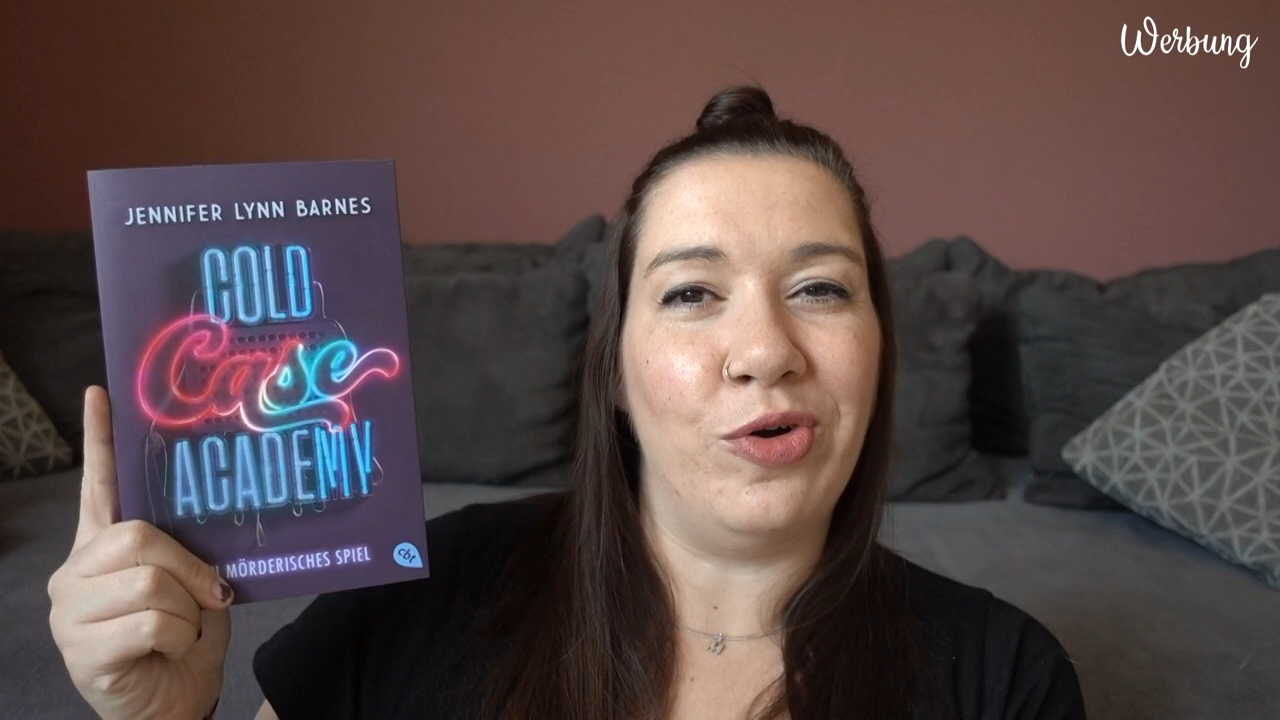 Werbung
JENNIFER LYNN BARNES
COLD
Case
ACADEMY
MÖRDERISCHES SPIEL
cbt